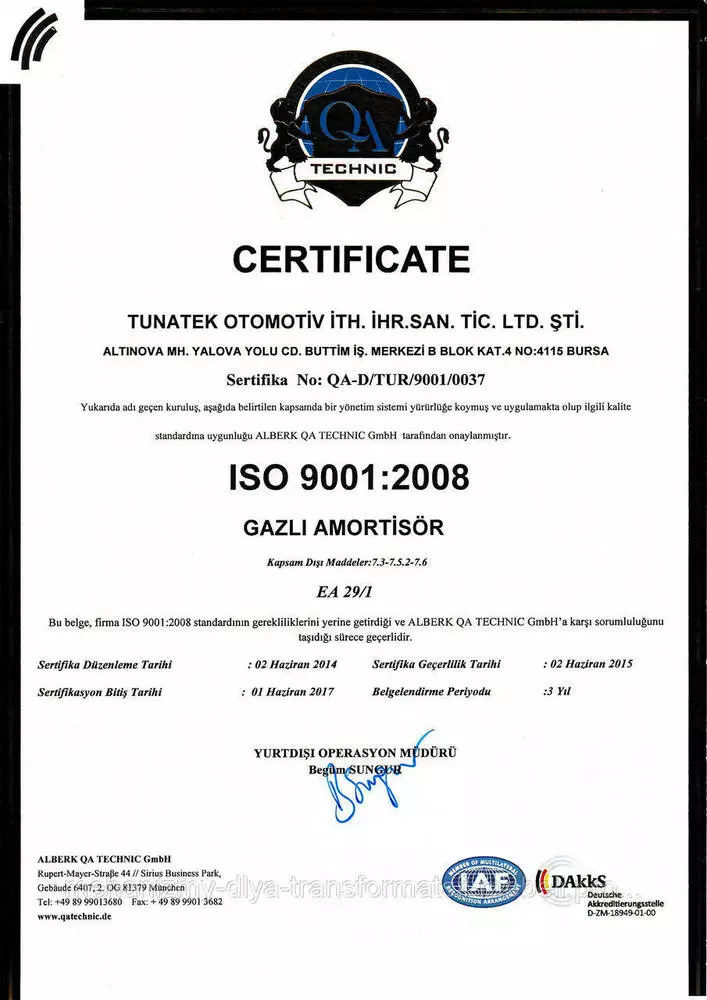 QA
TECHNIC
CERTIFICATE
TUNATEK OTOMOTİV İTH. İHR.SAN. TİC. LTD. ŞTİ.
ALTINOVA MH. YALOVA YOLU CD. BUTTİM İŞ. MERKEZİ B BLOK KAT.4 NO:4115 BURSA
Sertifika No: QA-D/TUR/9001/0037
Yukarıda adı geçen kuruluş, aşağıda belirtilen kapsamda bir yönetim sistemi yürürlüğe koymuş ve uygulamakta olup ilgili kalite
standardına uygunluğu ALBERK QA TECHNIC GmbH tarafından onaylanmıştır.
ISO 9001:2008
GAZLI AMORTİSÖR
Kapsam Dışı Maddeler:7.3-7.5.2-7.6
EA 29/1
Bu belge, firma ISO 9001:2008 standardının gerekliliklerini yerine getirdiği ve ALBERK QA TECHNIC GmbH'a karşı sorumluluğunu
taşıdığı sürece geçerlidir.
Sertifika Düzenleme Tarihi : 02 Haziran 2014 Sertifika Geçerlilik Tarihi : 02 Haziran 2015
Sertifikasyon Bitiş Tarihi : 01 Haziran 2017 Belgelendirme Periyodu :3 Yıl
YURTDIŞI OPERASYON MÜDÜRÜ
Begüm SUNGUR
ALBERK QA TECHNIC GmbH
Rupert-Mayer-Straße 44 // Sirius Business Park,
Gebäude 6407, 2. OG 81379 München
Tel: +49 89 99013680 Fax: + 49 89 9901 3682
www.qatechnic.de
MEMBER OF MULTILATERAL
IAF
RECOGNITION ARRANGEMENT
DAkkS
Deutsche
Akkreditierungsstelle
D-ZM-18949-01-00